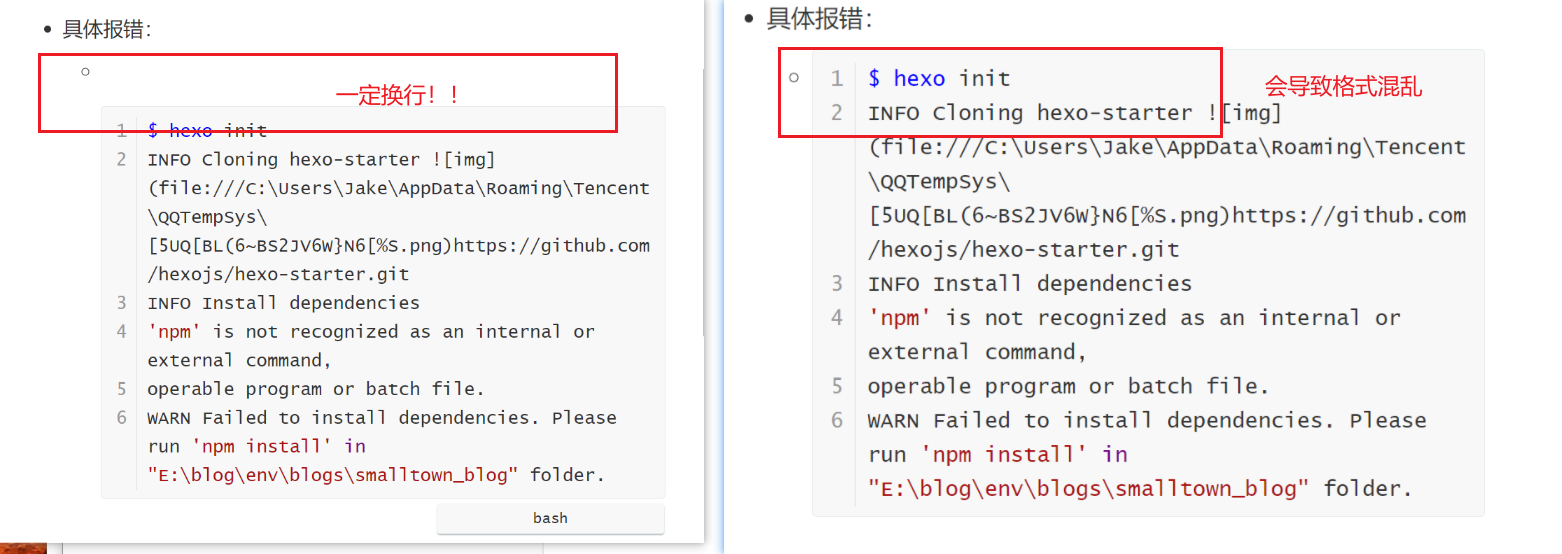 具体报错：
一定换行！！
1 $ hexo init
2 INFO Cloning hexo-starter ![img]
(file:///C:\Users\Jake\AppData\Roaming\Tencent
\QQTempSys\
[5UQ[BL(6~BS2JV6W}N6[%S.png)https://github.com
/hexojs/hexo-starter.git
3 INFO Install dependencies
4 'npm' is not recognized as an internal or
external command,
5 operable program or batch file.
6 WARN Failed to install dependencies. Please
run 'npm install' in
"E:\blog\env\blogs\smalltown_blog" folder.
bash
具体报错：
会导致格式混乱
1 $ hexo init
2 INFO Cloning hexo-starter ![img]
(file:///C:\Users\Jake\AppData\Roaming\Tencent
\QQTempSys\
[5UQ[BL(6~BS2JV6W}N6[%S.png)https://github.com
/hexojs/hexo-starter.git
3 INFO Install dependencies
4 'npm' is not recognized as an internal or
external command,
5 operable program or batch file.
6 WARN Failed to install dependencies. Please
run 'npm install' in
"E:\blog\env\blogs\smalltown_blog" folder.